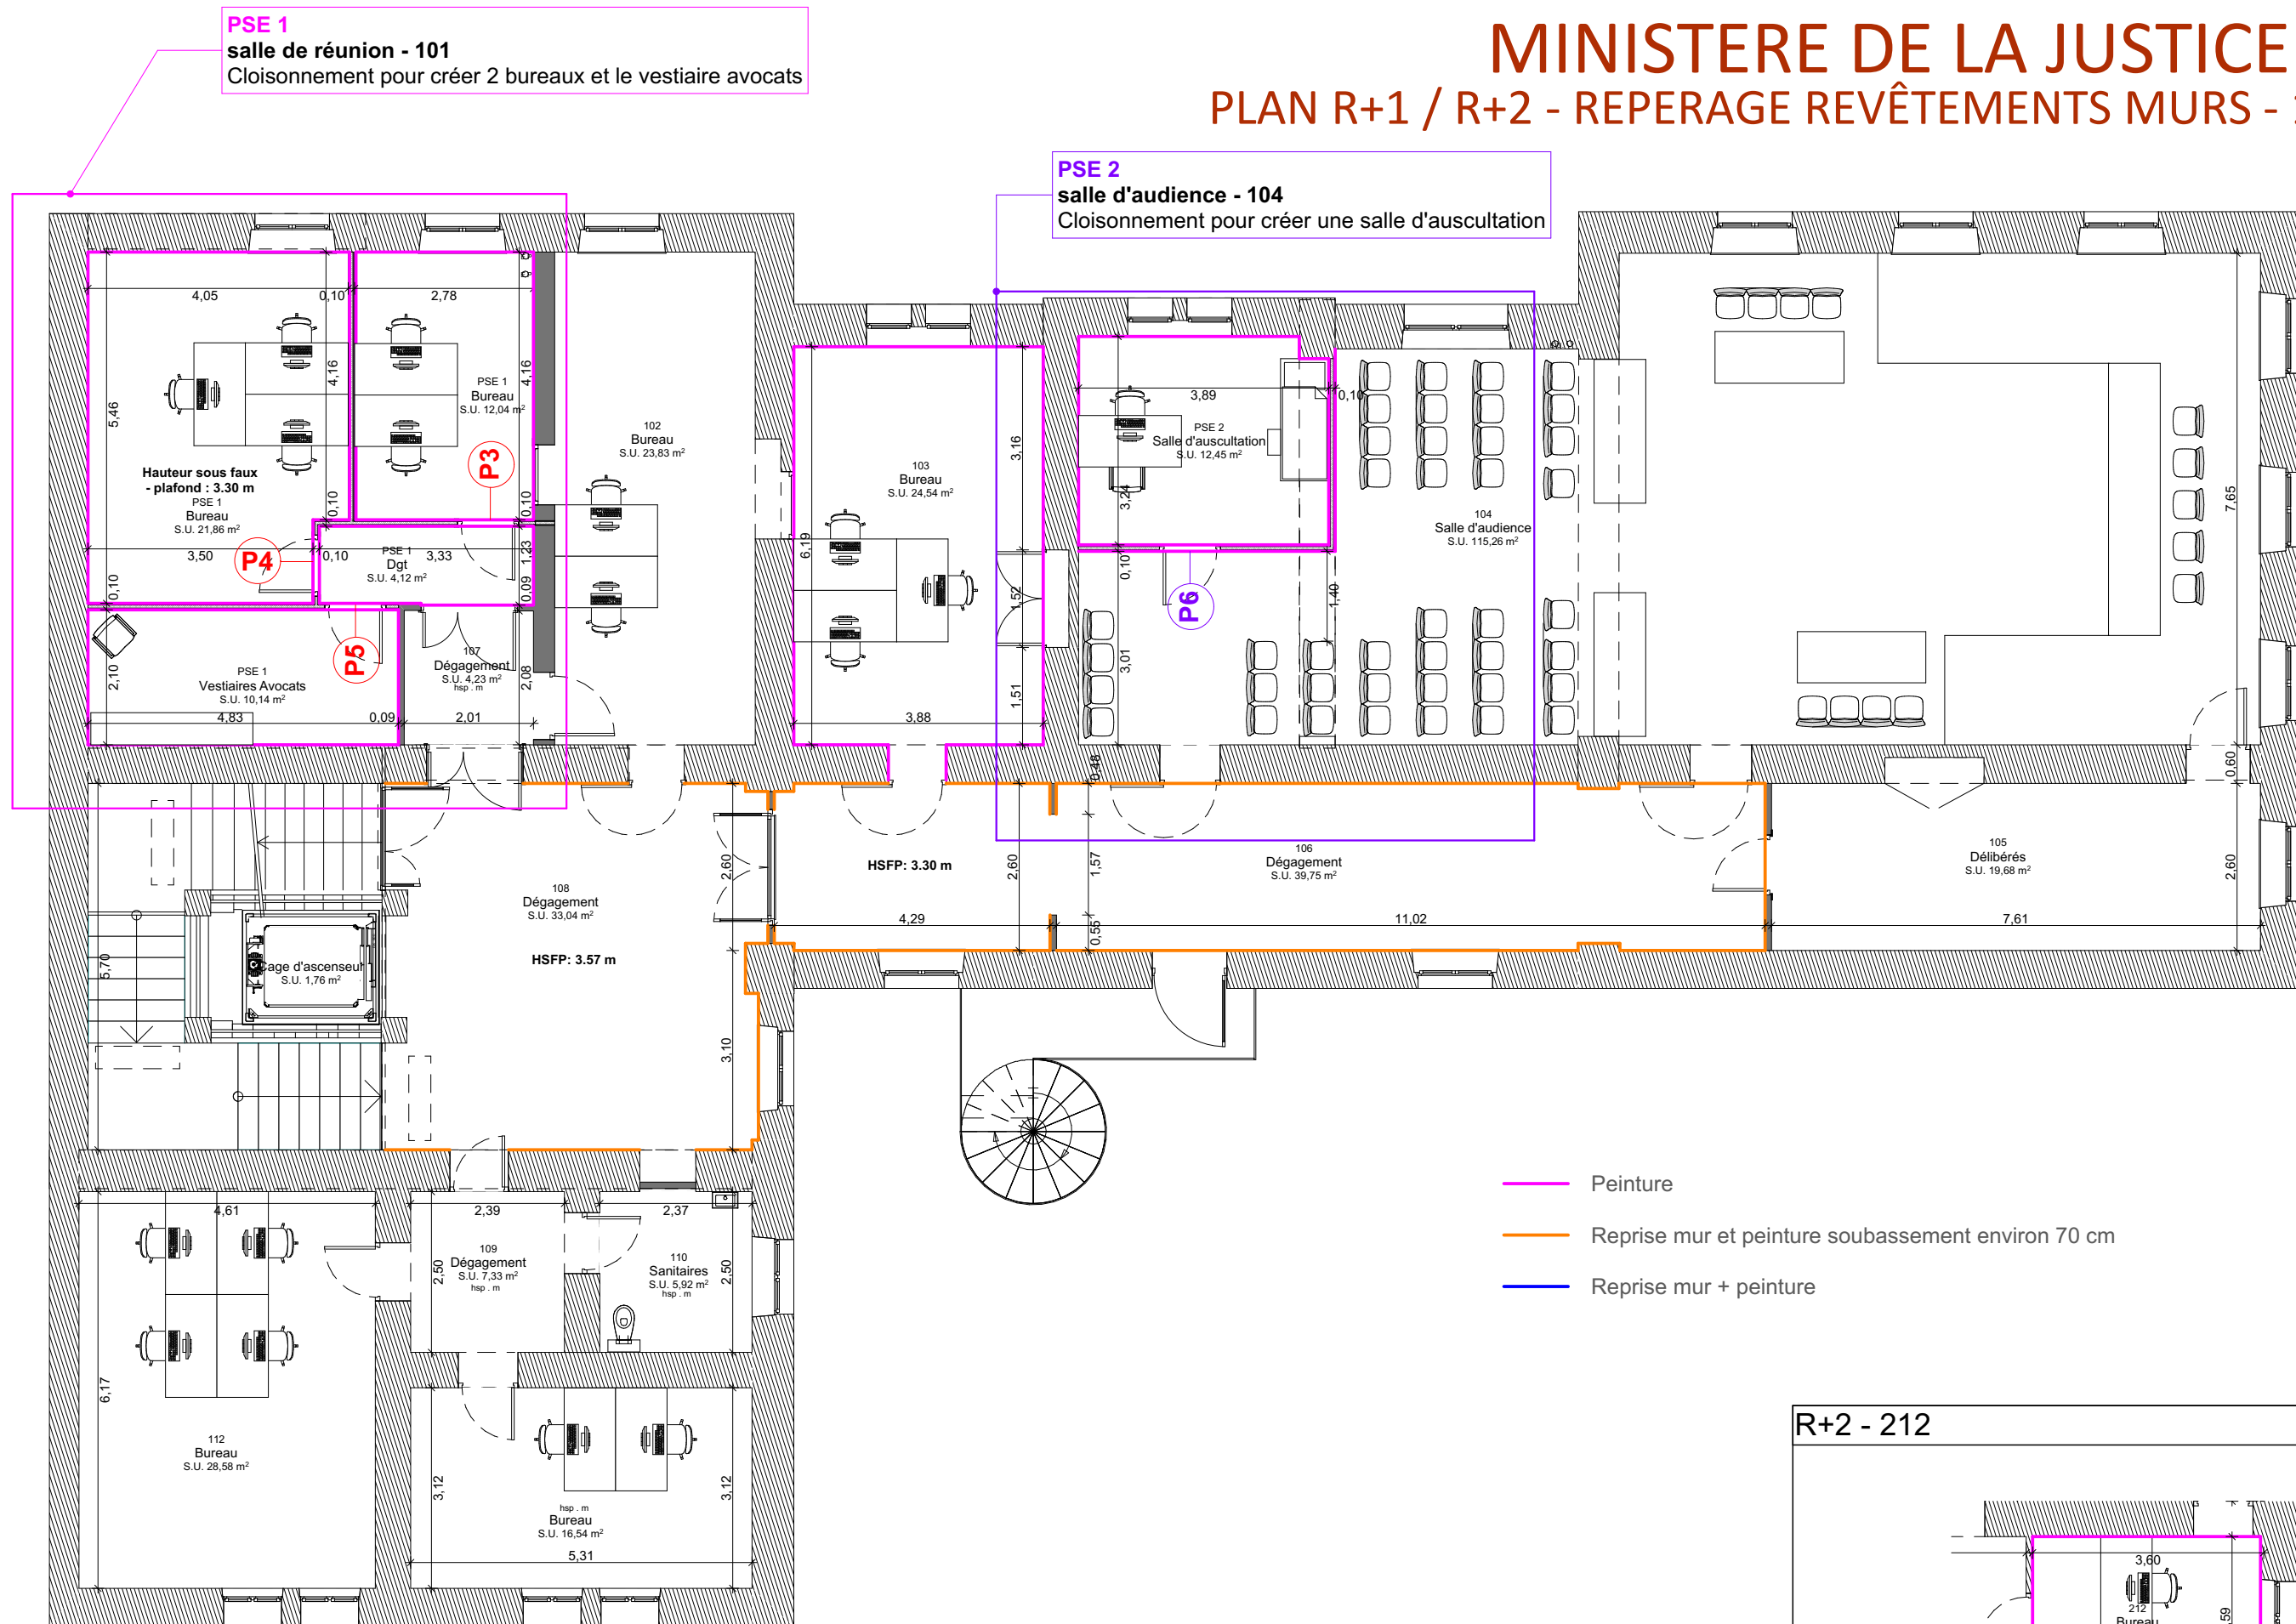 PSE 1
salle de réunion - 101
Cloisonnement pour créer 2 bureaux et le vestiaire avocats
MINISTERE DE LA JUSTICE
PLAN R+1 / R+2 - REPERAGE REVÊTEMENTS MURS -
PSE 2
salle d'audience - 104
Cloisonnement pour créer une salle d'auscultation
4,05
0,10
2,78
5,46
4,16
4,16
PSE 1
Bureau
S.U. 12,04 m²
Hauteur sous faux
- plafond : 3.30 m
PSE 1
Bureau
S.U. 21,86 m²
0,10
0,10
P3
P4
3,50
0,10
PSE 1
Dgt
S.U. 4,12 m²
3,33
1,23
0,09
0,10
P5
2,10
PSE 1
Vestiaires Avocats
S.U. 10,14 m²
4,83
0,09
2,01
107
Dégagement
S.U. 4,23 m²
hsp . m
2,08
102
Bureau
S.U. 23,83 m²
103
Bureau
S.U. 24,54 m²
6,19
3,16
1,52
1,51
3,88
3,89
0,10
PSE 2
Salle d'auscultation
S.U. 12,45 m²
3,24
0,10
P6
3,01
1,40
104
Salle d'audience
S.U. 115,26 m²
7,65
0,48
0,60
5,70
Cage d'ascenseur
S.U. 1,76 m²
108
Dégagement
S.U. 33,04 m²
HSFP: 3.57 m
2,60
3,10
HSFP: 3.30 m
2,60
1,57
0,55
4,29
106
Dégagement
S.U. 39,75 m²
11,02
105
Délibérés
S.U. 19,68 m²
7,61
2,60
Peinture
Reprise mur et peinture soubassement environ 70 cm
Reprise mur + peinture
4,61
2,39
2,37
109
Dégagement
S.U. 7,33 m²
hsp . m
2,50
110
Sanitaires
S.U. 5,92 m²
hsp . m
2,50
6,17
112
Bureau
S.U. 28,58 m²
3,12
hsp . m
Bureau
S.U. 16,54 m²
3,12
5,31
R+2 - 212
3,60
212
Bureau